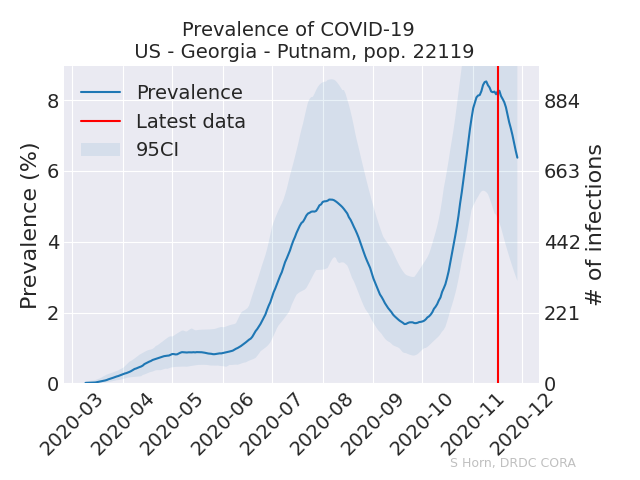 Prevalence of COVID-19
US - Georgia - Putnam, pop. 22119
Prevalence
Latest data
95CI
Prevalence (%)
8
6
4
2
0
884
663
442
221
0
# of infections
2020-03
2020-04
2020-05
2020-06
2020-07
2020-08
2020-09
2020-10
2020-11
2020-12
S Horn, DRDC CORA